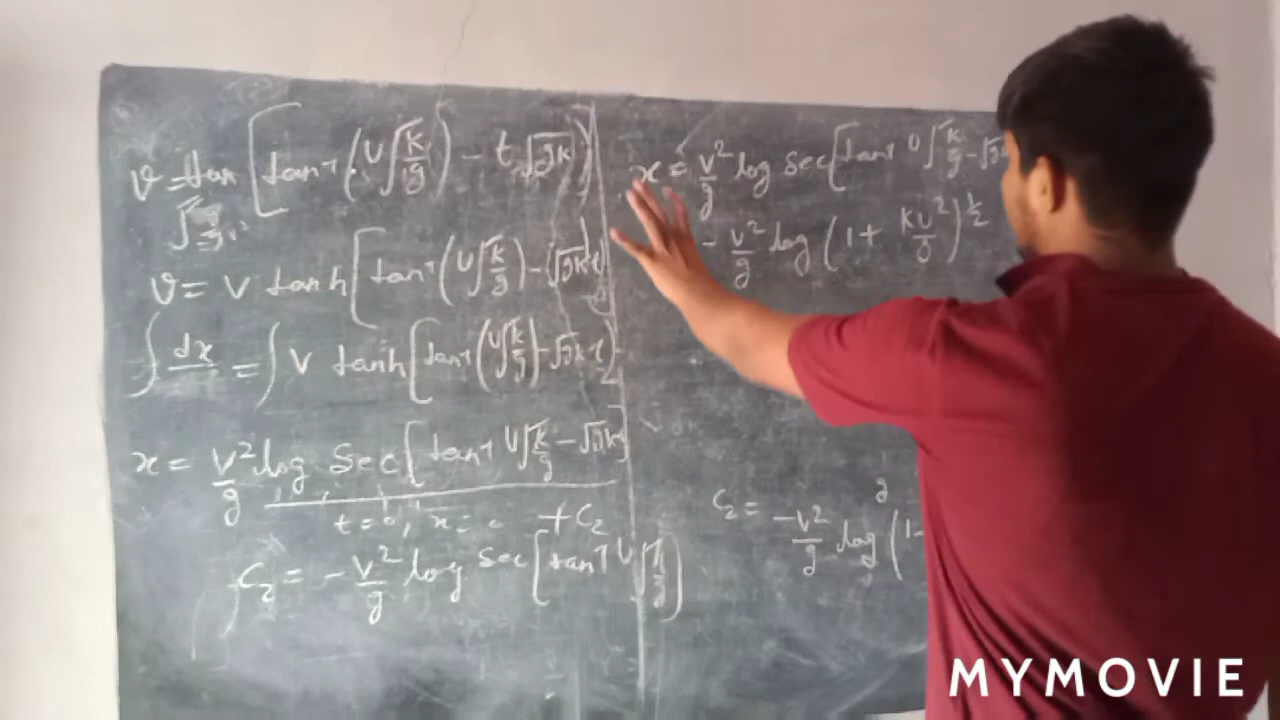 v = tan [tan⁻¹ (U√k/g) - t√gk]
v = V tanh [tan⁻¹ (U√k/g) - (√gk t)]
∫ dx = ∫ V tanh [tan⁻¹ (U√k/g) - √gk t]
x = V²/g log sec [tan⁻¹ U√k/g - √gk
t=0, x=0 + C₂
C₂ = - V²/g log sec [tan⁻¹ U√k/g]
x = V²/g log sec [tan⁻¹ U√k/g - √g
- V²/g log (1 + kU²/g)^1/2
g
C₂ = -V²/g log (1-
MYMOVIE